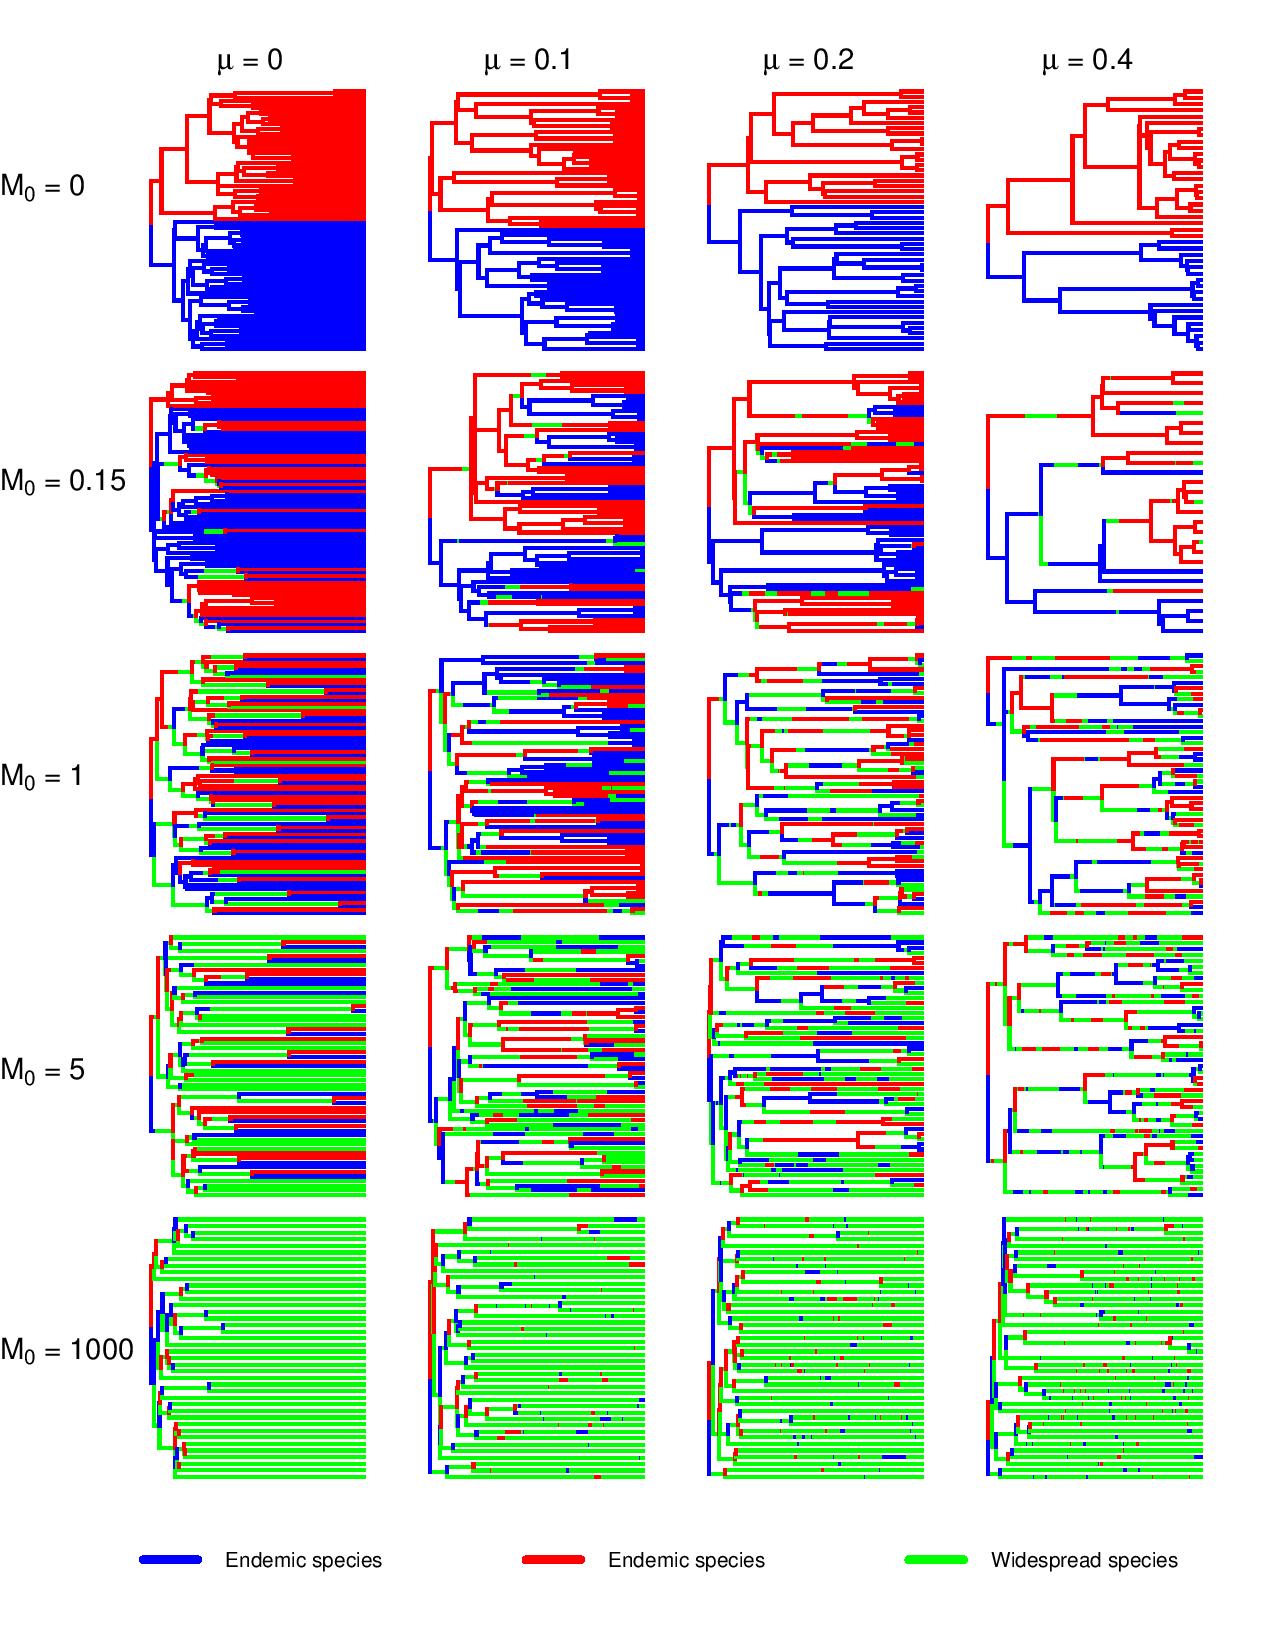 μ = 0 μ = 0.1 μ = 0.2 μ = 0.4
M₀ = 0
M₀ = 0.15
M₀ = 1
M₀ = 5
M₀ = 1000
Endemic species Endemic species Widespread species